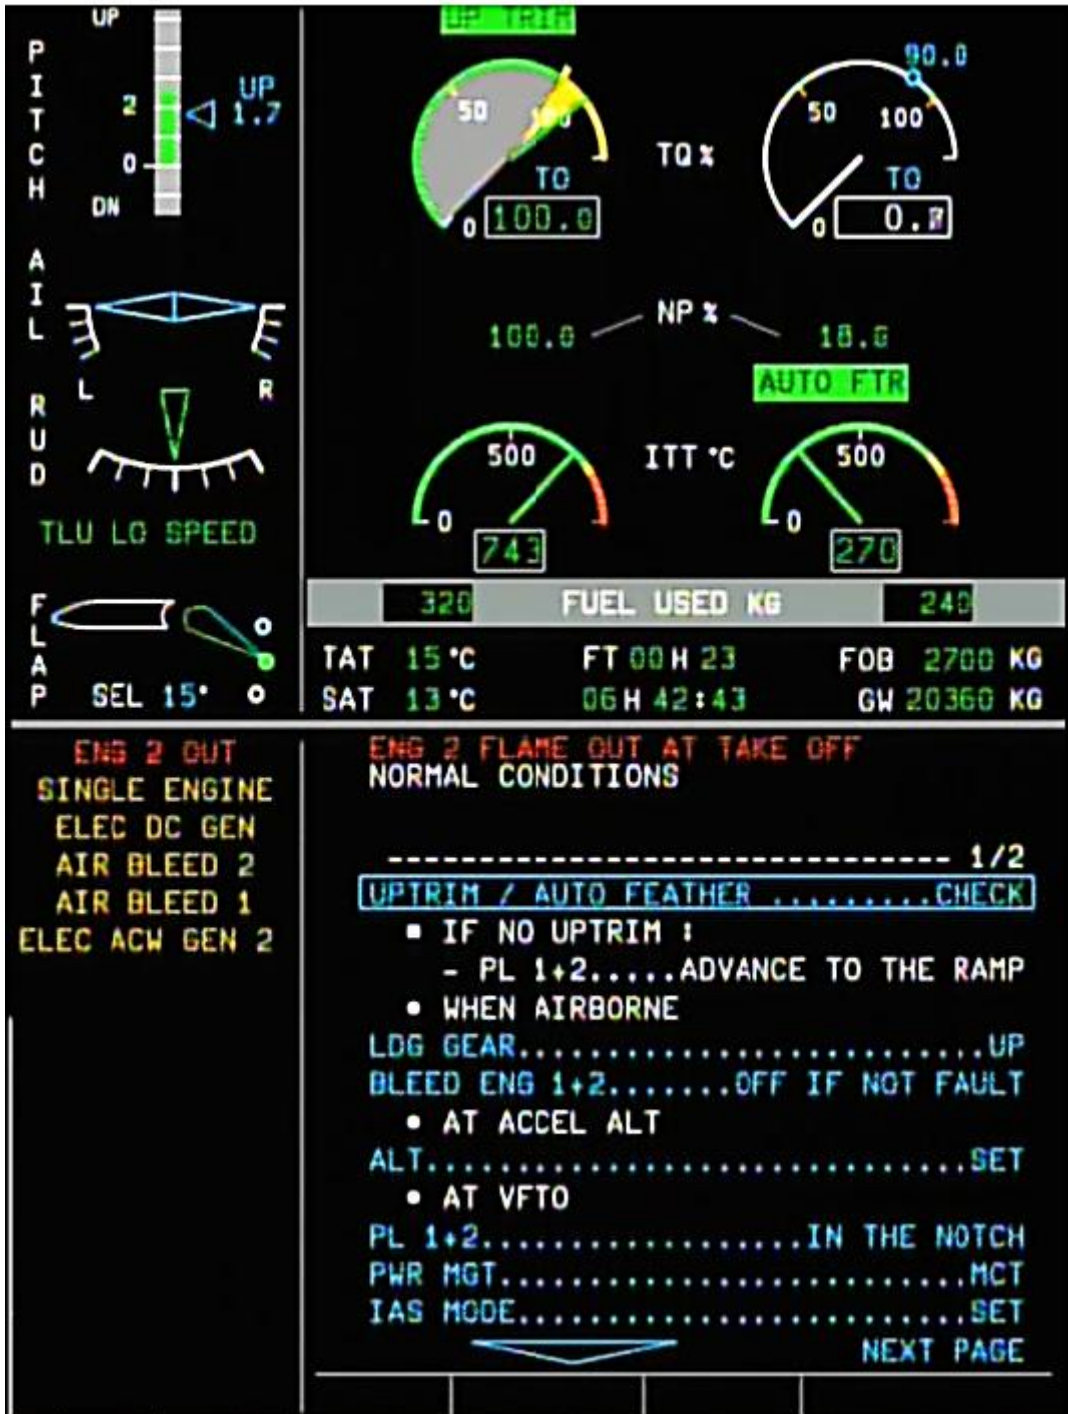 UP TRIM
UP
PITCH
2
UP
1.7
0
DN
50
100
0
TO
100.0
TQ %
90.0
50
100
0
TO
AIL
L
R
NP %
100.0
18.0
AUTO FTR
RUD
TLU LO SPEED
500
0
743
ITT °C
500
0
270
FLAP
SEL 15°
320 FUEL USED KG 240
TAT 15 °C FT 00 H 23 FOB 2700 KG
SAT 13 °C 06 H 42:43 GW 20360 KG
ENG 2 OUT
SINGLE ENGINE
ELEC DC GEN
AIR BLEED 2
AIR BLEED 1
ELEC ACW GEN 2
ENG 2 FLAME OUT AT TAKE OFF
NORMAL CONDITIONS
------------------------------- 1/2
UPTRIM / AUTO FEATHER .........CHECK
▪ IF NO UPTRIM :
- PL 1+2.....ADVANCE TO THE RAMP
• WHEN AIRBORNE
LDG GEAR.........................UP
BLEED ENG 1+2.......OFF IF NOT FAULT
• AT ACCEL ALT
ALT.............................SET
• AT VFTO
PL 1+2..................IN THE NOTCH
PWR MGT.........................MCT
IAS MODE........................SET
NEXT PAGE